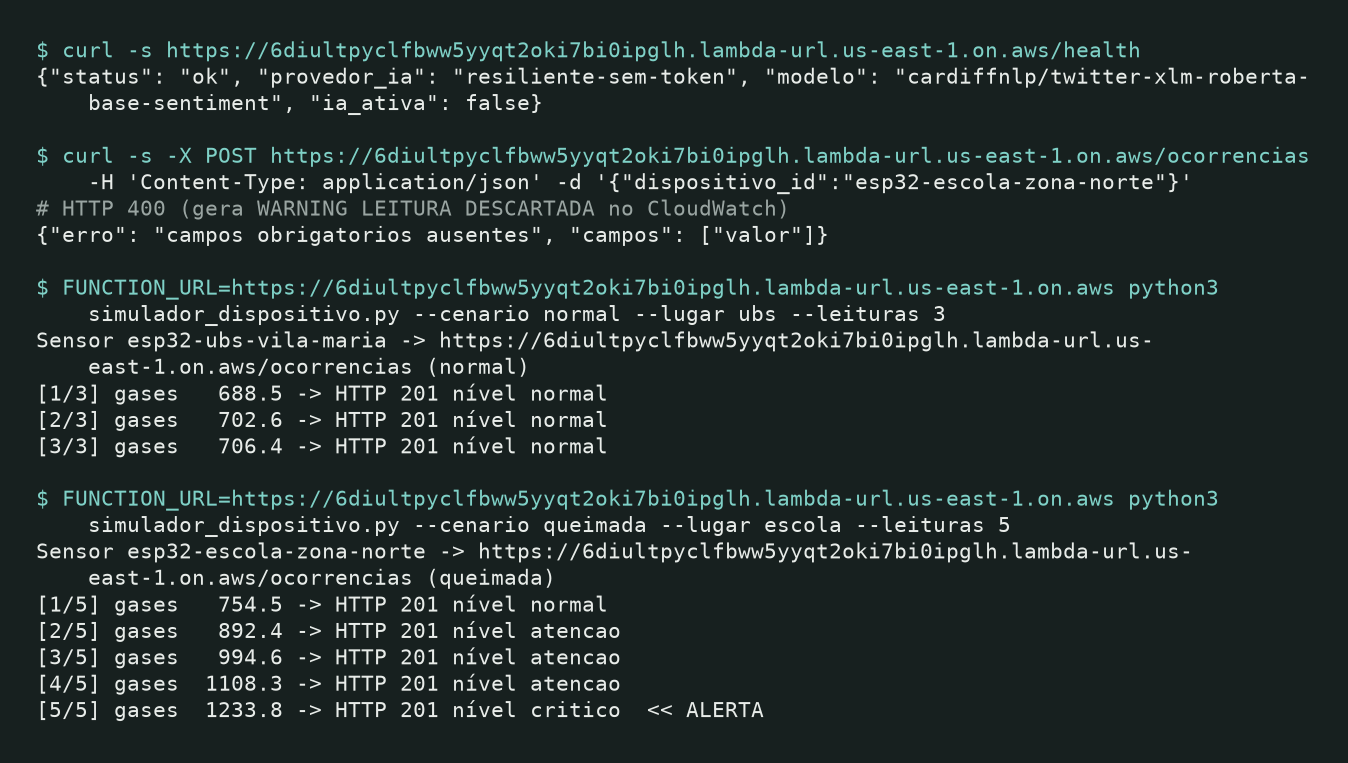 $ curl -s https://6diultpyclfbww5yyqt2oki7bi0ipglh.lambda-url.us-east-1.on.aws/health
{"status": "ok", "provedor_ia": "resiliente-sem-token", "modelo": "cardiffnlp/twitter-xlm-roberta-
base-sentiment", "ia_ativa": false}
$ curl -s -X POST https://6diultpyclfbww5yyqt2oki7bi0ipglh.lambda-url.us-east-1.on.aws/ocorrencias
-H 'Content-Type: application/json' -d '{"dispositivo_id":"esp32-escola-zona-norte"}'
# HTTP 400 (gera WARNING LEITURA DESCARTADA no CloudWatch)
{"erro": "campos obrigatorios ausentes", "campos": ["valor"]}
$ FUNCTION_URL=https://6diultpyclfbww5yyqt2oki7bi0ipglh.lambda-url.us-east-1.on.aws python3
simulador_dispositivo.py --cenario normal --lugar ubs --leituras 3
Sensor esp32-ubs-vila-maria -> https://6diultpyclfbww5yyqt2oki7bi0ipglh.lambda-url.us-
east-1.on.aws/ocorrencias (normal)
[1/3] gases   688.5 -> HTTP 201 nível normal
[2/3] gases   702.6 -> HTTP 201 nível normal
[3/3] gases   706.4 -> HTTP 201 nível normal
$ FUNCTION_URL=https://6diultpyclfbww5yyqt2oki7bi0ipglh.lambda-url.us-east-1.on.aws python3
simulador_dispositivo.py --cenario queimada --lugar escola --leituras 5
Sensor esp32-escola-zona-norte -> https://6diultpyclfbww5yyqt2oki7bi0ipglh.lambda-url.us-
east-1.on.aws/ocorrencias (queimada)
[1/5] gases   754.5 -> HTTP 201 nível normal
[2/5] gases   892.4 -> HTTP 201 nível atencao
[3/5] gases   994.6 -> HTTP 201 nível atencao
[4/5] gases  1108.3 -> HTTP 201 nível atencao
[5/5] gases  1233.8 -> HTTP 201 nível critico  << ALERTA